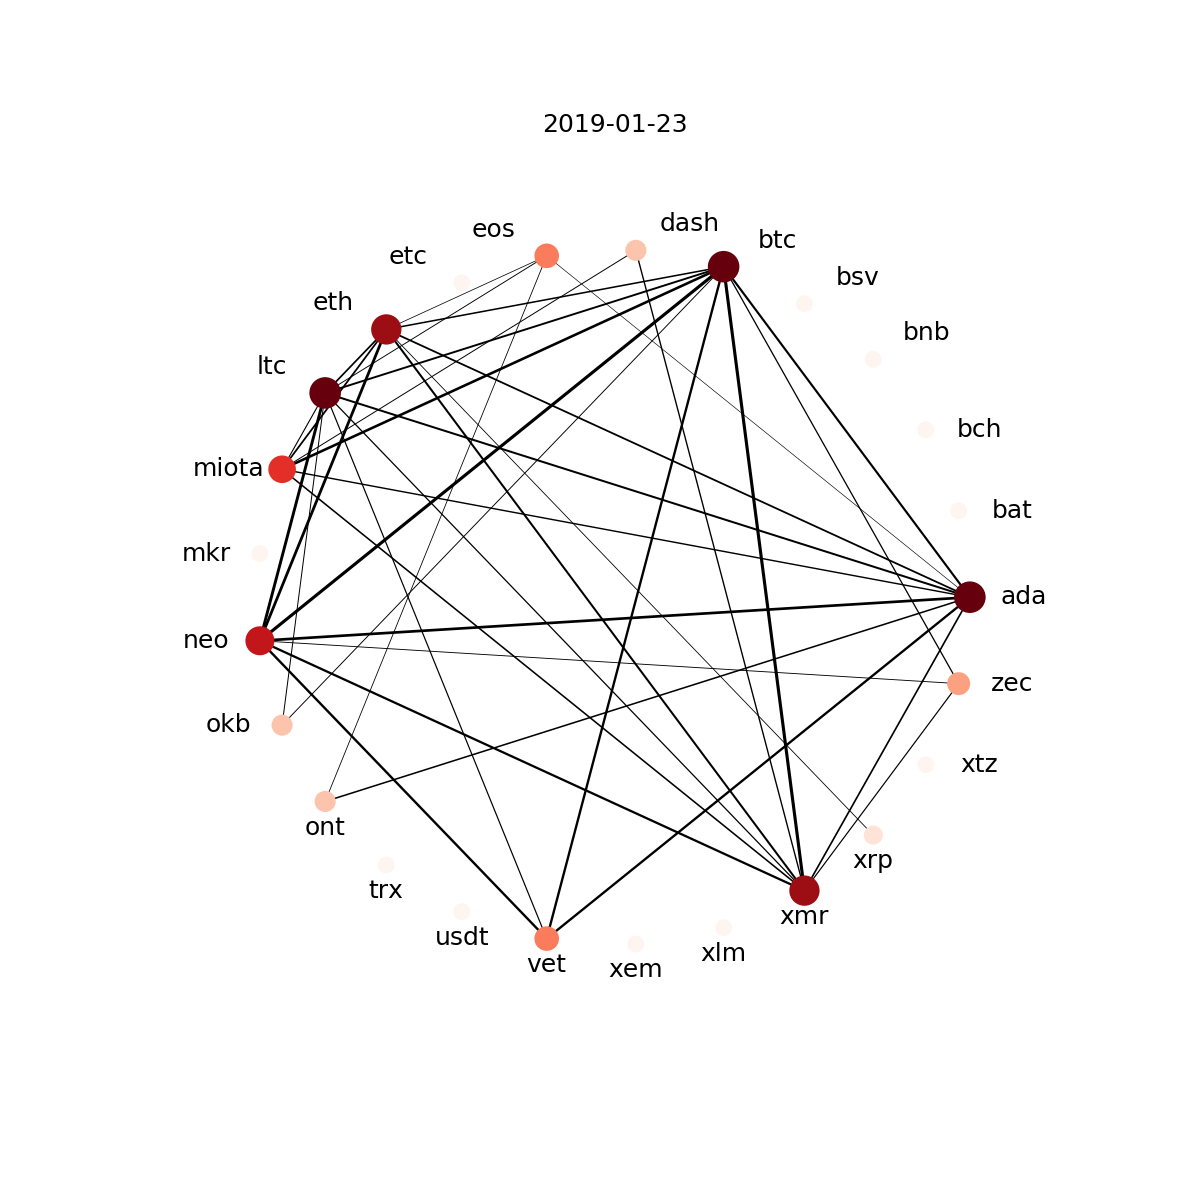 2019-01-23
dash
eos
btc
etc
bsv
eth
bnb
ltc
bch
miota
bat
mkr
ada
neo
zec
okb
xtz
ont
xrp
trx
xmr
usdt
xlm
vet
xem